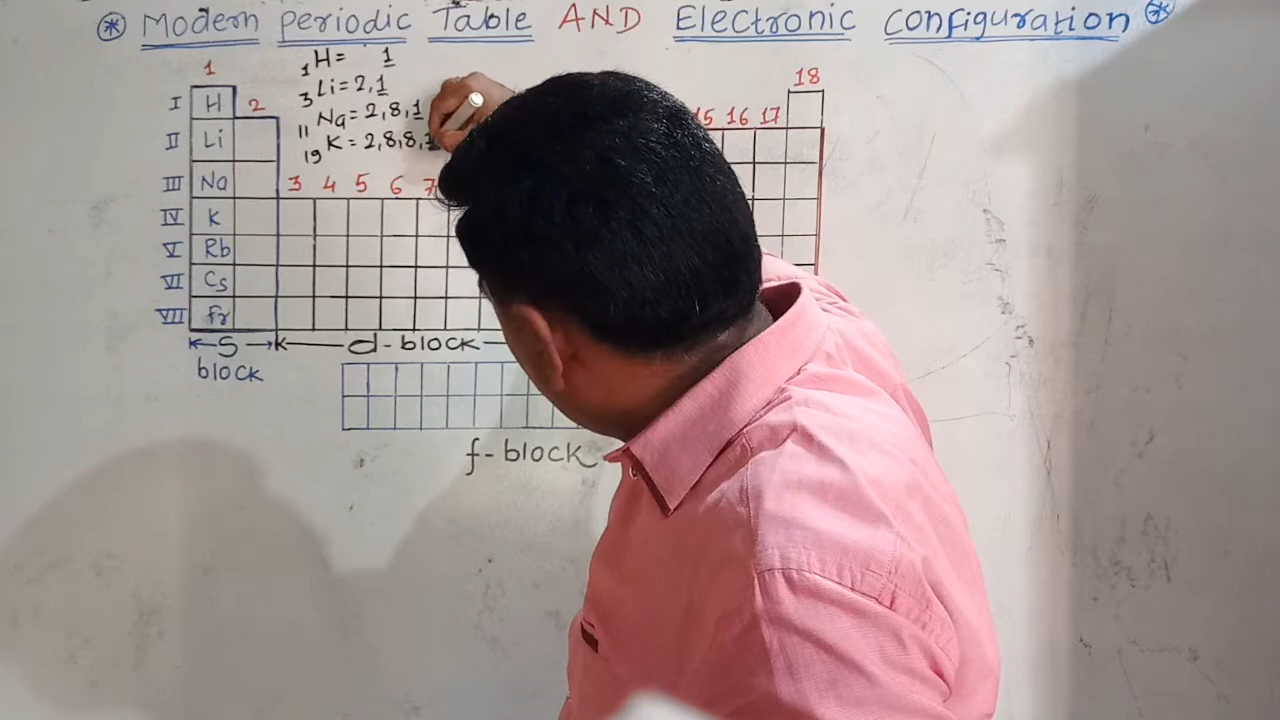 ⊛ Modern periodic Table AND Electronic configuration ⊛
1 18
1H= 1
3Li=2,1
11Na=2,8,1
19K=2,8,8,1
I H 2
II Li 15 16 17
III Na 3 4 5 6 7
IV K
V Rb
VI Cs
VII Fr
S block
d-block
f-block